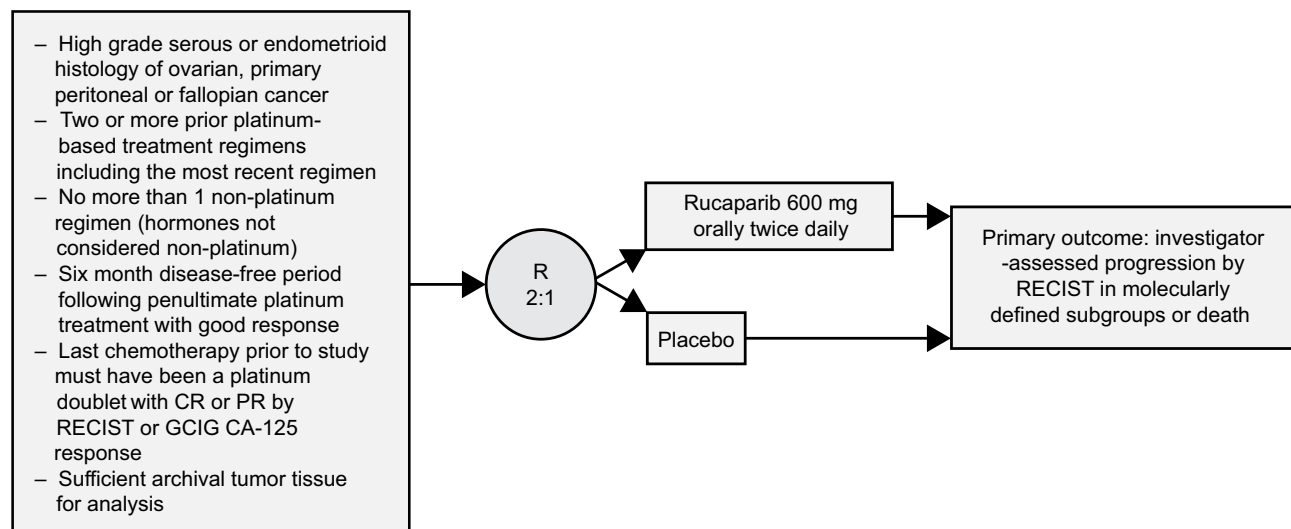 – High grade serous or endometrioid
histology of ovarian, primary
peritoneal or fallopian cancer
– Two or more prior platinum-
based treatment regimens
including the most recent regimen
– No more than 1 non-platinum
regimen (hormones not
considered non-platinum)
– Six month disease-free period
following penultimate platinum
treatment with good response
– Last chemotherapy prior to study
must have been a platinum
doublet with CR or PR by
RECIST or GCIG CA-125
response
– Sufficient archival tumor tissue
for analysis
R
2:1
Rucaparib 600 mg
orally twice daily
Placebo
Primary outcome: investigator
-assessed progression by
RECIST in molecularly
defined subgroups or death